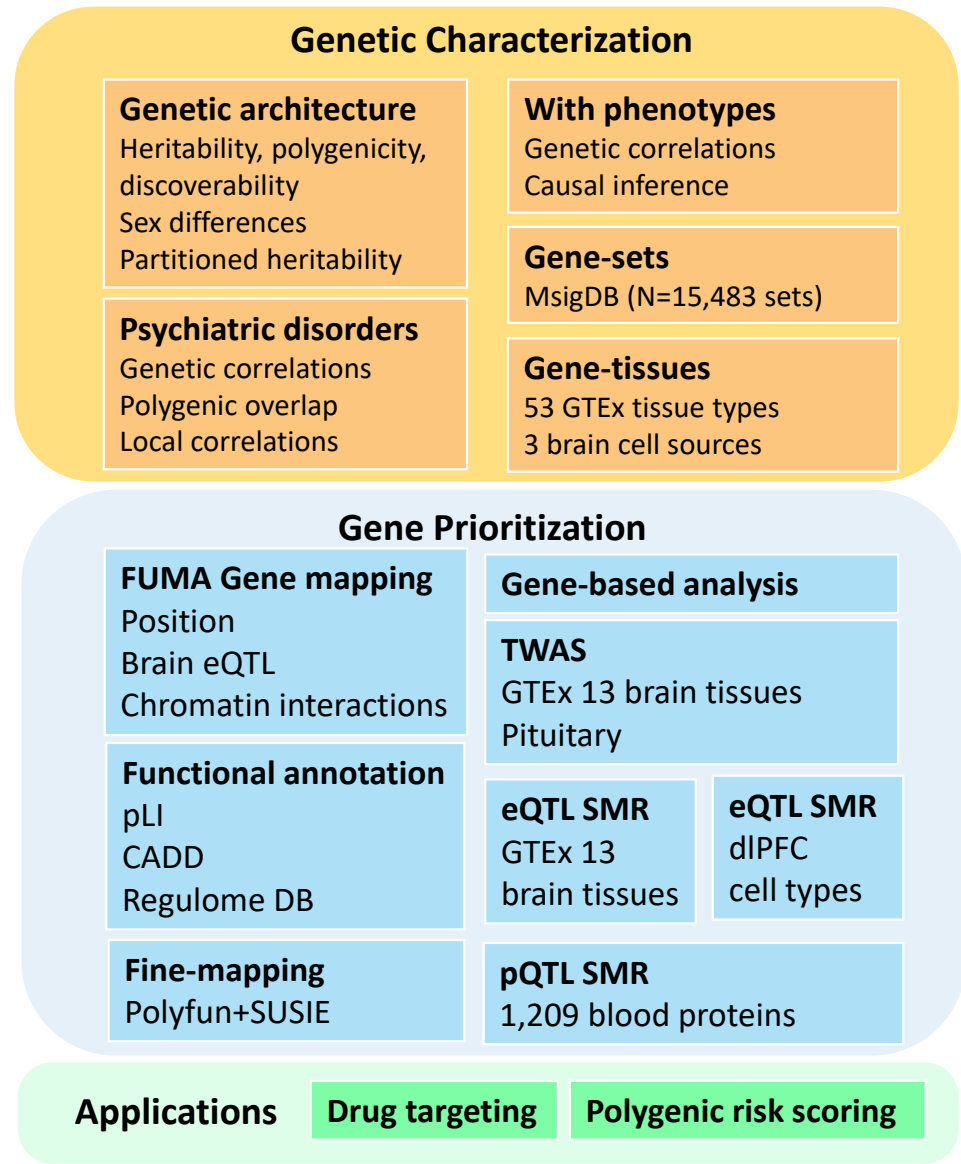 Genetic Characterization
Genetic architecture
Heritability, polygenicity,
discoverability
Sex differences
Partitioned heritability
Psychiatric disorders
Genetic correlations
Polygenic overlap
Local correlations
With phenotypes
Genetic correlations
Causal inference
Gene-sets
MsigDB (N=15,483 sets)
Gene-tissues
53 GTEx tissue types
3 brain cell sources
Gene Prioritization
FUMA Gene mapping
Position
Brain eQTL
Chromatin interactions
Functional annotation
pLI
CADD
Regulome DB
Fine-mapping
Polyfun+SUSIE
Gene-based analysis
TWAS
GTEx 13 brain tissues
Pituitary
eQTL SMR
GTEx 13
brain tissues
eQTL SMR
dlPFC
cell types
pQTL SMR
1,209 blood proteins
Applications
Drug targeting
Polygenic risk scoring